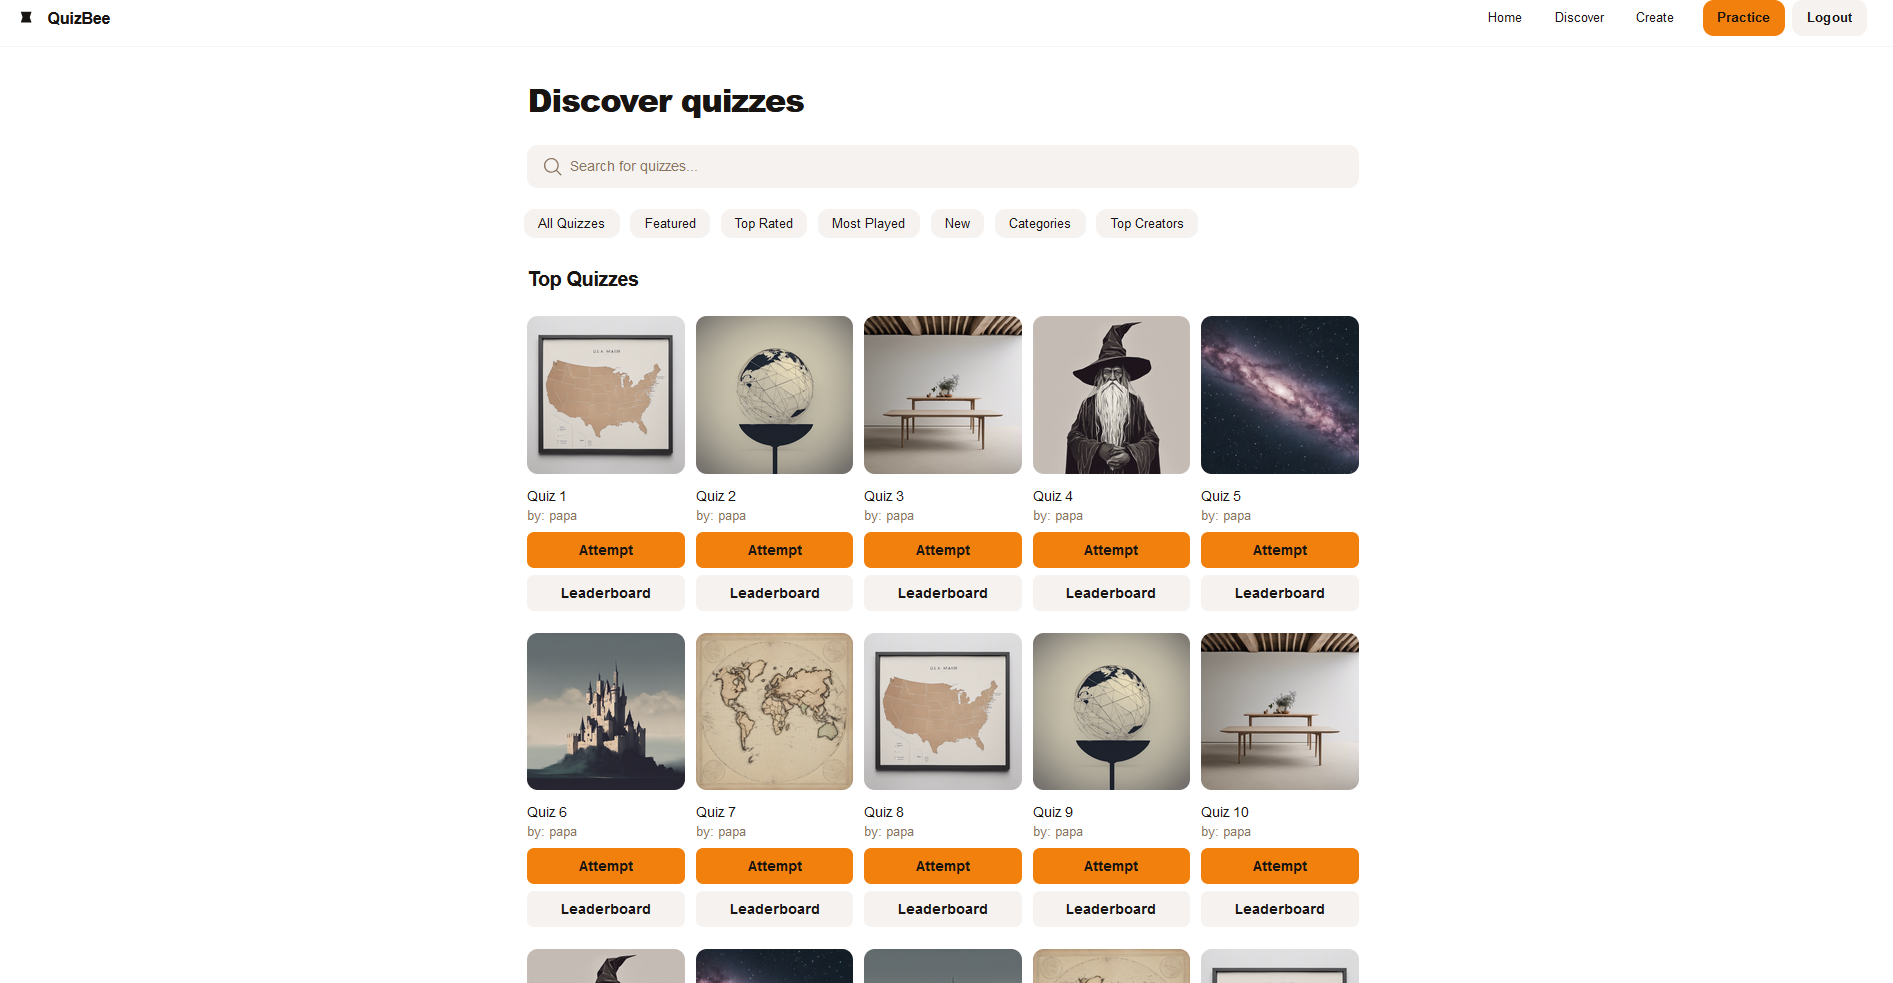 QuizBee
Home Discover Create Practice Logout
Discover quizzes
Search for quizzes...
All Quizzes Featured Top Rated Most Played New Categories Top Creators
Top Quizzes
Quiz 1 Quiz 2 Quiz 3 Quiz 4 Quiz 5
by: papa by: papa by: papa by: papa by: papa
Attempt Attempt Attempt Attempt Attempt
Leaderboard Leaderboard Leaderboard Leaderboard Leaderboard
Quiz 6 Quiz 7 Quiz 8 Quiz 9 Quiz 10
by: papa by: papa by: papa by: papa by: papa
Attempt Attempt Attempt Attempt Attempt
Leaderboard Leaderboard Leaderboard Leaderboard Leaderboard